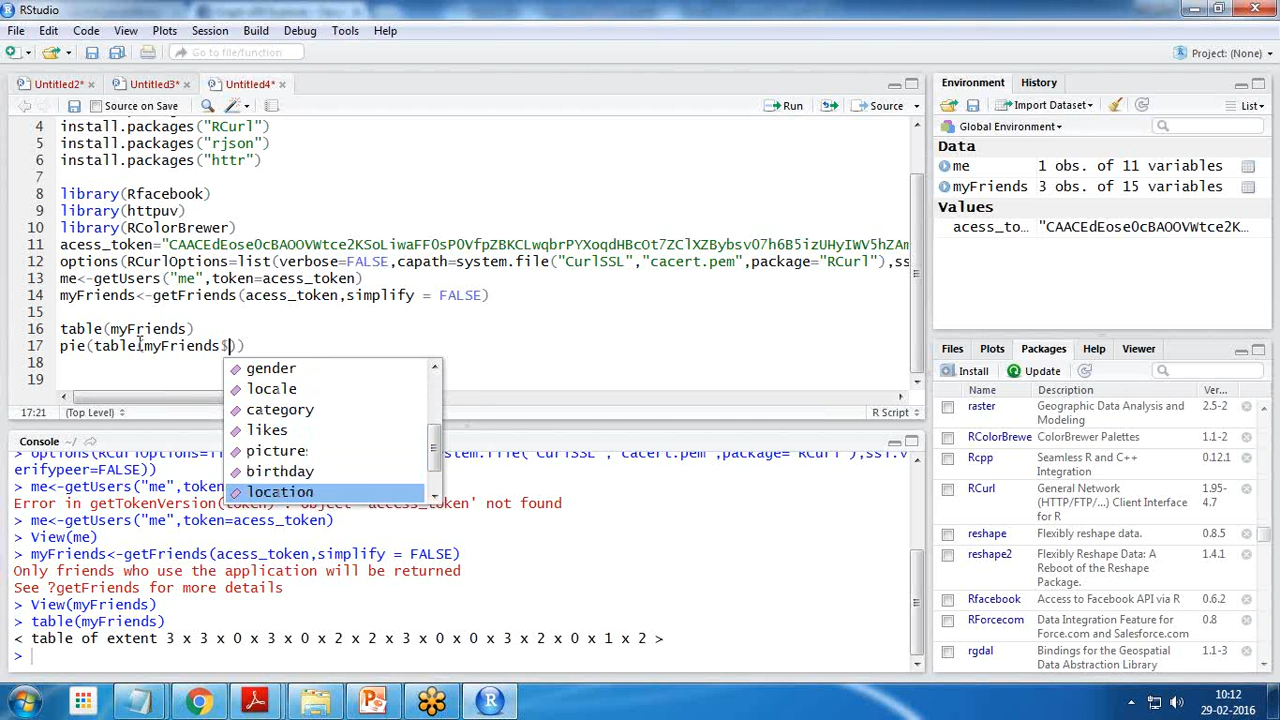 RStudio
File Edit Code View Plots Session Build Debug Tools Help
Go to file/function
Project: (None)
Untitled2* Untitled3* Untitled4*
Source on Save Run Source
4 install.packages("RCurl")
5 install.packages("rjson")
6 install.packages("httr")
7
8 library(Rfacebook)
9 library(httpuv)
10 library(RColorBrewer)
11 acess_token="CAACEdEose0cBAOOVWtce2KSoLiwaFF0sP0VfpZBKCLwqbrPYXoqdHBcOt7ZClXZBybsv07h6B5izUHyIWV5hZAm
12 options(RCurlOptions=list(verbose=FALSE,capath=system.file("CurlSSL","cacert.pem",package="RCurl"),ss
13 me<-getUsers("me",token=acess_token)
14 myFriends<-getFriends(acess_token,simplify = FALSE)
15
16 table(myFriends)
17 pie(table(myFriends$))
18
19
gender
locale
category
likes
picture
birthday
location
17:21 (Top Level) R Script
Console ~/
erifypeer=FALSE))
> me<-getUsers("me",
Error in getTokenVersion(token) : object 'access_token' not found
> me<-getUsers("me",token=acess_token)
> View(me)
> myFriends<-getFriends(acess_token,simplify = FALSE)
Only friends who use the application will be returned
See ?getFriends for more details
> View(myFriends)
> table(myFriends)
< table of extent 3 x 3 x 0 x 3 x 0 x 2 x 2 x 3 x 0 x 0 x 3 x 2 x 0 x 1 x 2 >
>
Environment History
Import Dataset List
Global Environment
Data
me 1 obs. of 11 variables
myFriends 3 obs. of 15 variables
Values
acess_to… "CAACEdEose0cBAOOVWtce2K…
Files Plots Packages Help Viewer
Install Update
Name Description Ver…
raster Geographic Data Analysis and Modeling 2.5-2
RColorBrewe ColorBrewer Palettes 1.1-2
Rcpp Seamless R and C++ Integration 0.12.1
RCurl General Network (HTTP/FTP/...) Client Interface for R 1.95-4.7
reshape Flexibly reshape data. 0.8.5
reshape2 Flexibly Reshape Data: A Reboot of the Reshape Package. 1.4.1
Rfacebook Access to Facebook API via R 0.6.2
RForcecom Data Integration Feature for Force.com and Salesforce.com 0.8
rgdal Bindings for the Geospatial Data Abstraction Library 1.1-3
10:12
29-02-2016